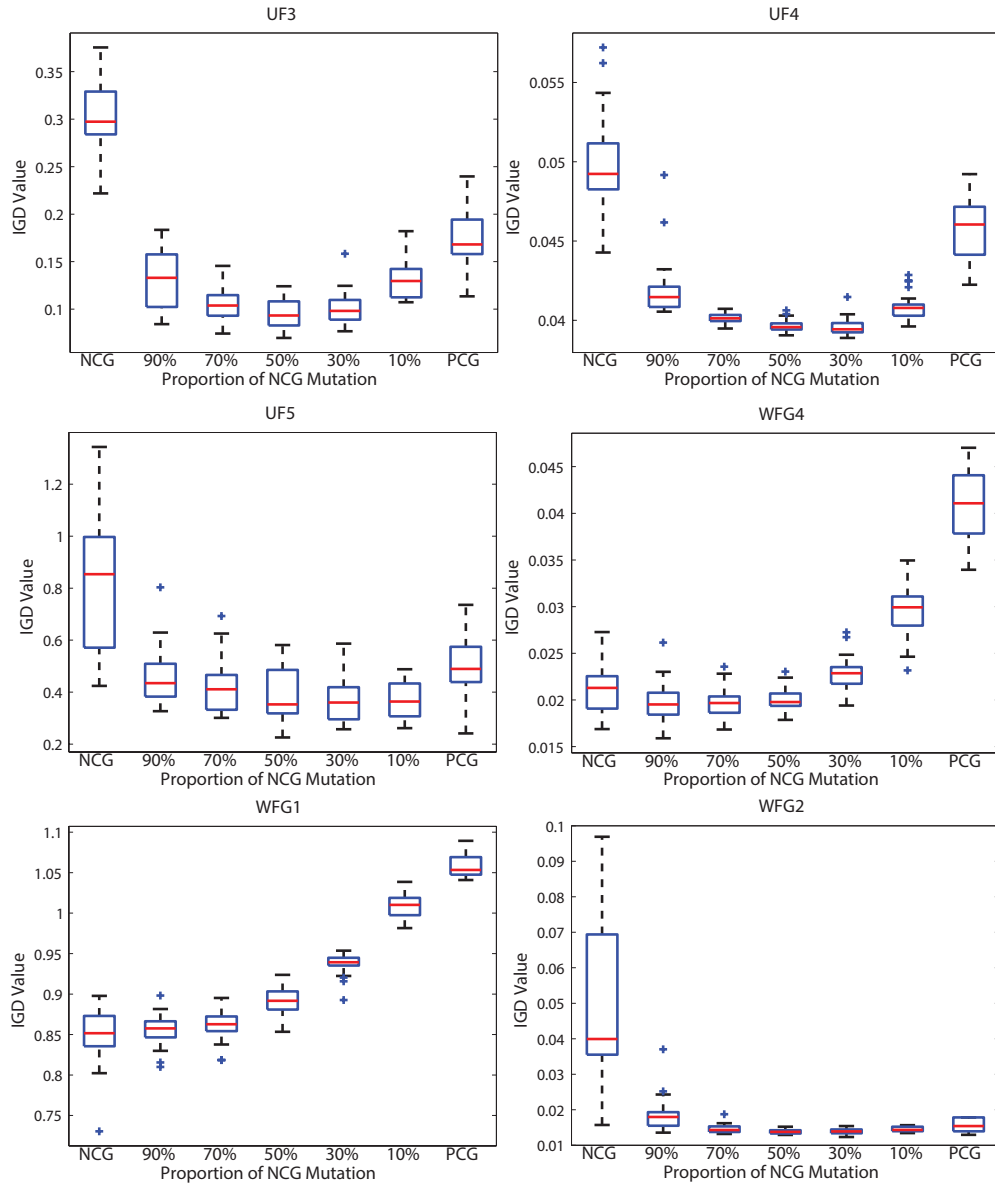 UF3
0.35
0.3
0.25
0.2
0.15
0.1
IGD Value
NCG 90% 70% 50% 30% 10% PCG
Proportion of NCG Mutation
UF4
0.055
0.05
0.045
0.04
IGD Value
NCG 90% 70% 50% 30% 10% PCG
Proportion of NCG Mutation
UF5
1.2
1
0.8
0.6
0.4
0.2
IGD Value
NCG 90% 70% 50% 30% 10% PCG
Proportion of NCG Mutation
WFG4
0.045
0.04
0.035
0.03
0.025
0.02
0.015
IGD Value
NCG 90% 70% 50% 30% 10% PCG
Proportion of NCG Mutation
WFG1
1.1
1.05
1
0.95
0.9
0.85
0.8
0.75
IGD Value
NCG 90% 70% 50% 30% 10% PCG
Proportion of NCG Mutation
WFG2
0.1
0.09
0.08
0.07
0.06
0.05
0.04
0.03
0.02
0.01
IGD Value
NCG 90% 70% 50% 30% 10% PCG
Proportion of NCG Mutation